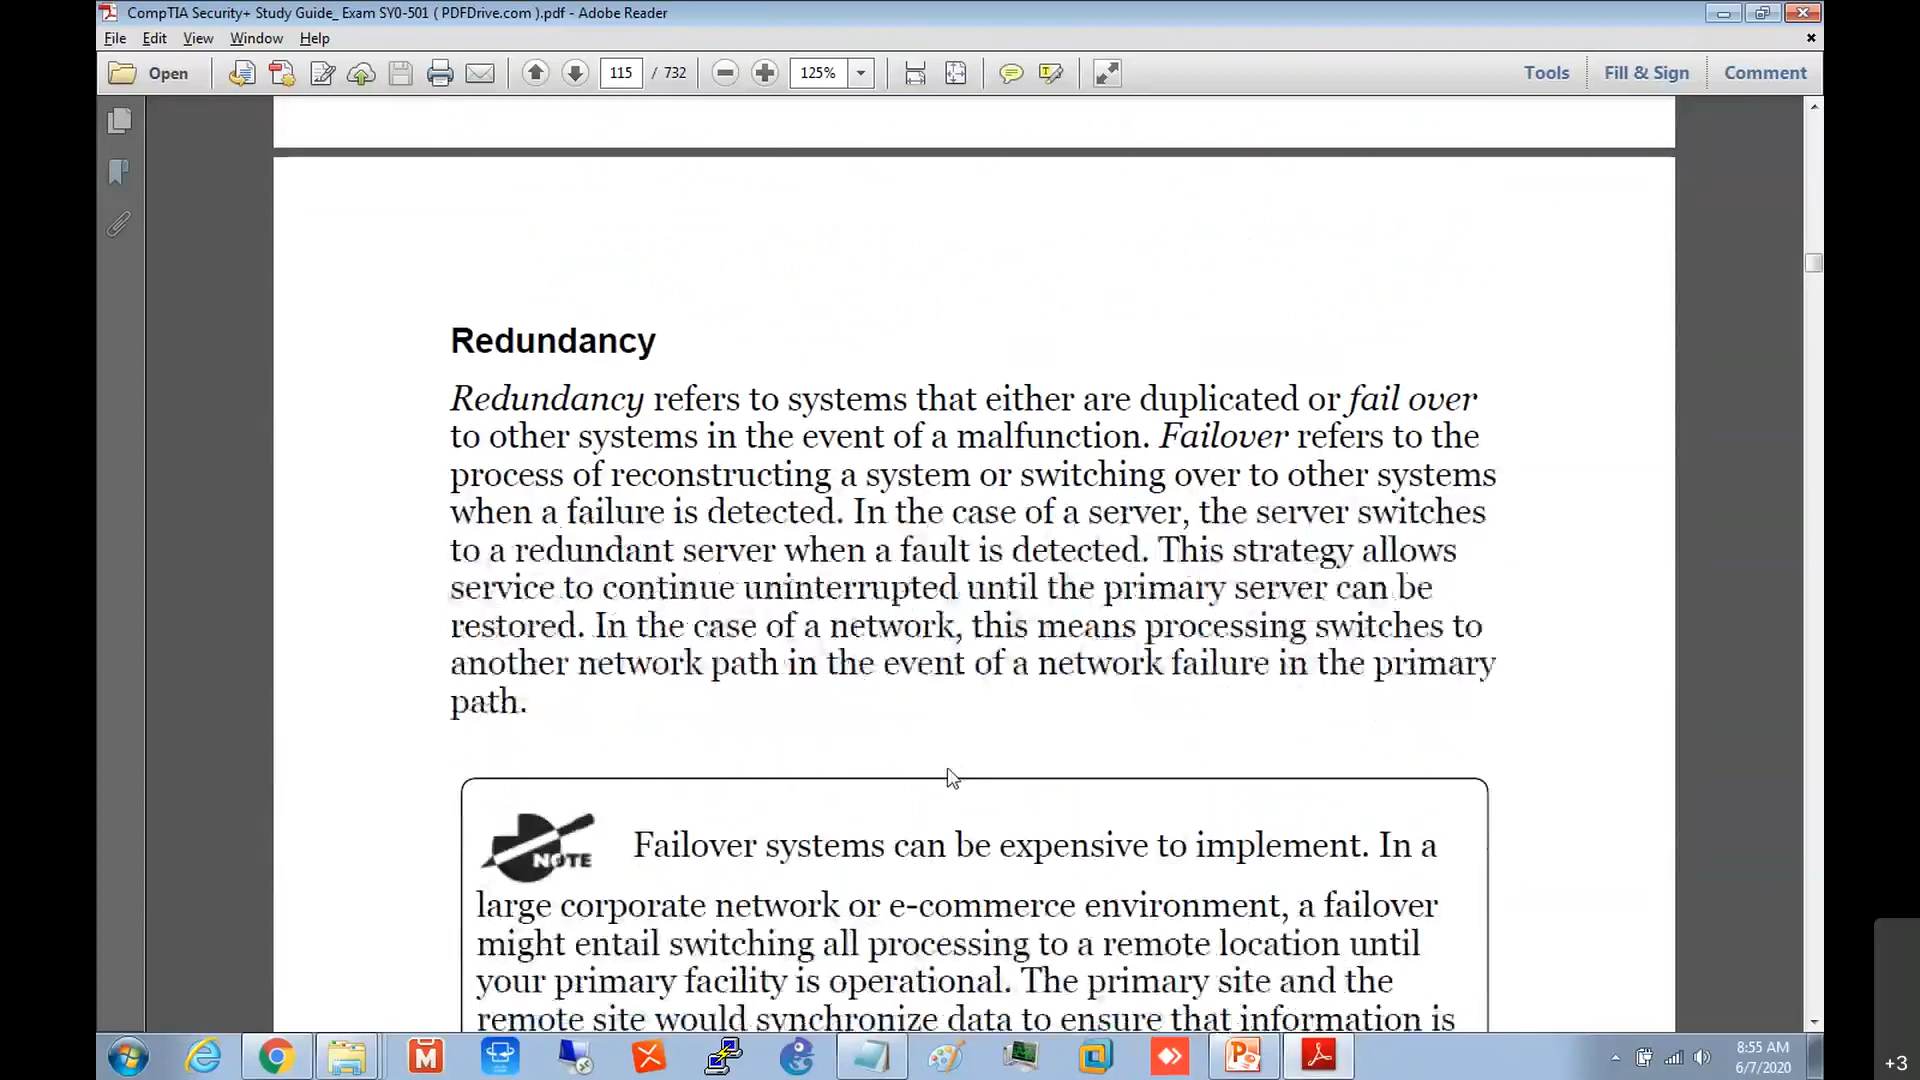 CompTIA Security+ Study Guide_ Exam SY0-501 ( PDFDrive.com ).pdf - Adobe Reader
File Edit View Window Help
Open 115 / 732 125% Tools Fill & Sign Comment
Redundancy
Redundancy refers to systems that either are duplicated or fail over
to other systems in the event of a malfunction. Failover refers to the
process of reconstructing a system or switching over to other systems
when a failure is detected. In the case of a server, the server switches
to a redundant server when a fault is detected. This strategy allows
service to continue uninterrupted until the primary server can be
restored. In the case of a network, this means processing switches to
another network path in the event of a network failure in the primary
path.
NOTE Failover systems can be expensive to implement. In a
large corporate network or e-commerce environment, a failover
might entail switching all processing to a remote location until
your primary facility is operational. The primary site and the
remote site would synchronize data to ensure that information is
8:55 AM
6/7/2020
+3